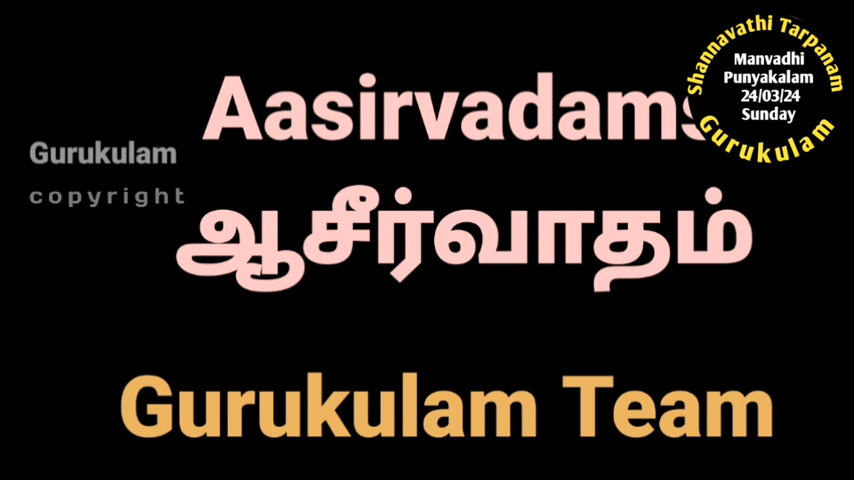 Shannavathi Tarpanam
Manvadhi
Punyakalam
24/03/24
Sunday
Gurukulam
Aasirvadams
Gurukulam
copyright
ஆசீர்வாதம்
Gurukulam Team